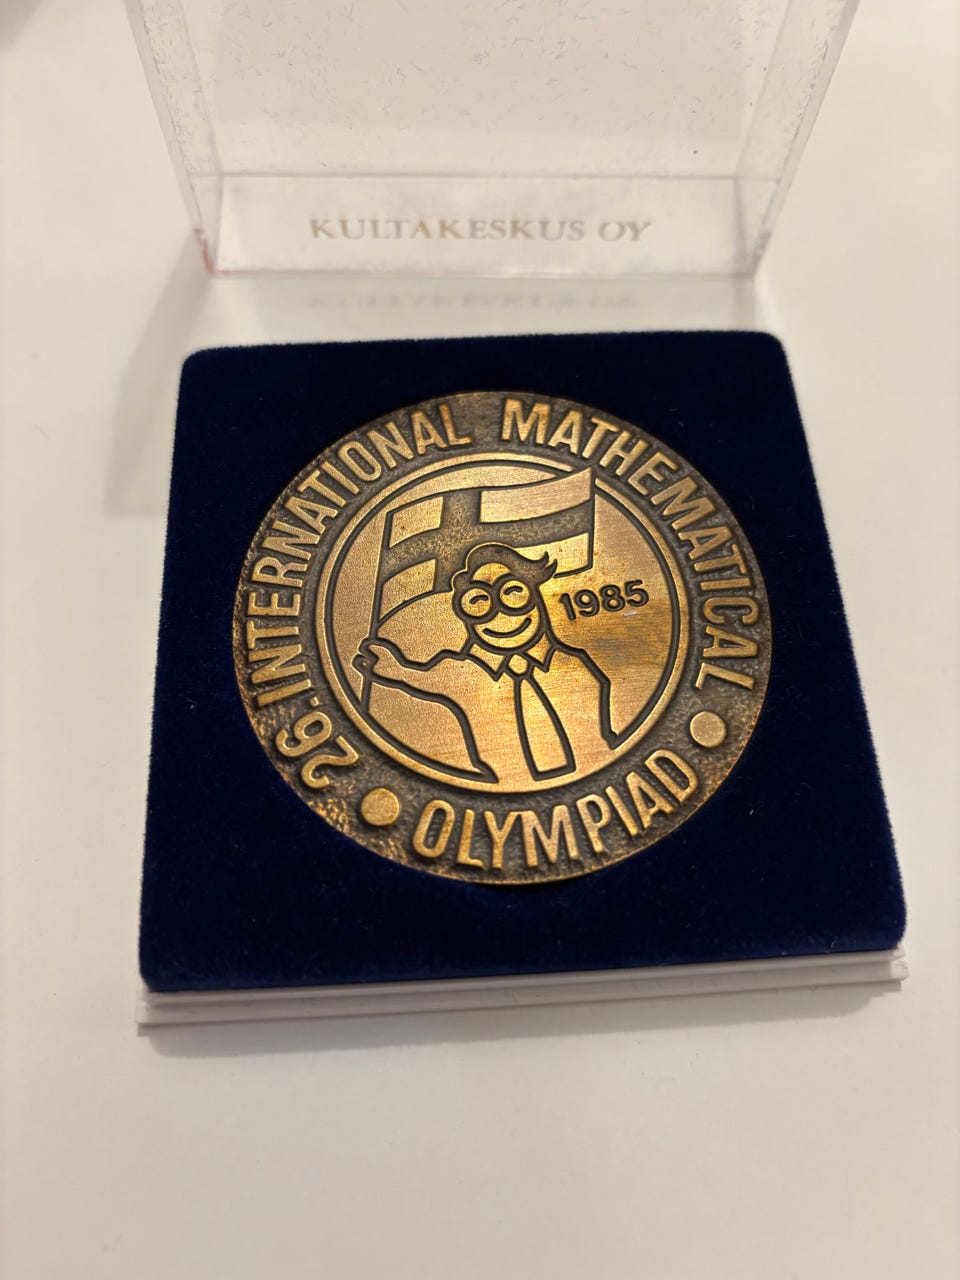 KULTAKESKUS OY
26. INTERNATIONAL MATHEMATICAL
OLYMPIAD
1985